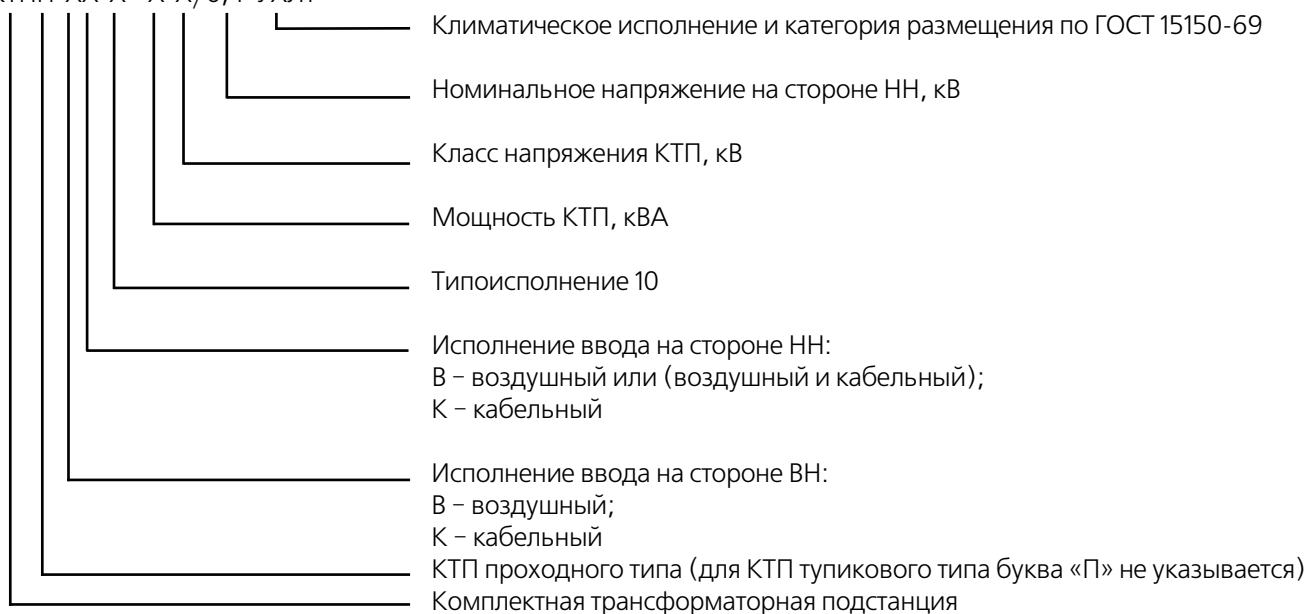 Климатическое исполнение и категория размещения по ГОСТ 15150-69
Номинальное напряжение на стороне НН, кВ
Класс напряжения КТП, кВ
Мощность КТП, кВА
Типоисполнение 10
Исполнение ввода на стороне НН:
В – воздушный или (воздушный и кабельный);
К – кабельный
Исполнение ввода на стороне ВН:
В – воздушный;
К – кабельный
КТП проходного типа (для КТП тупикового типа буква «П» не указывается)
Комплектная трансформаторная подстанция